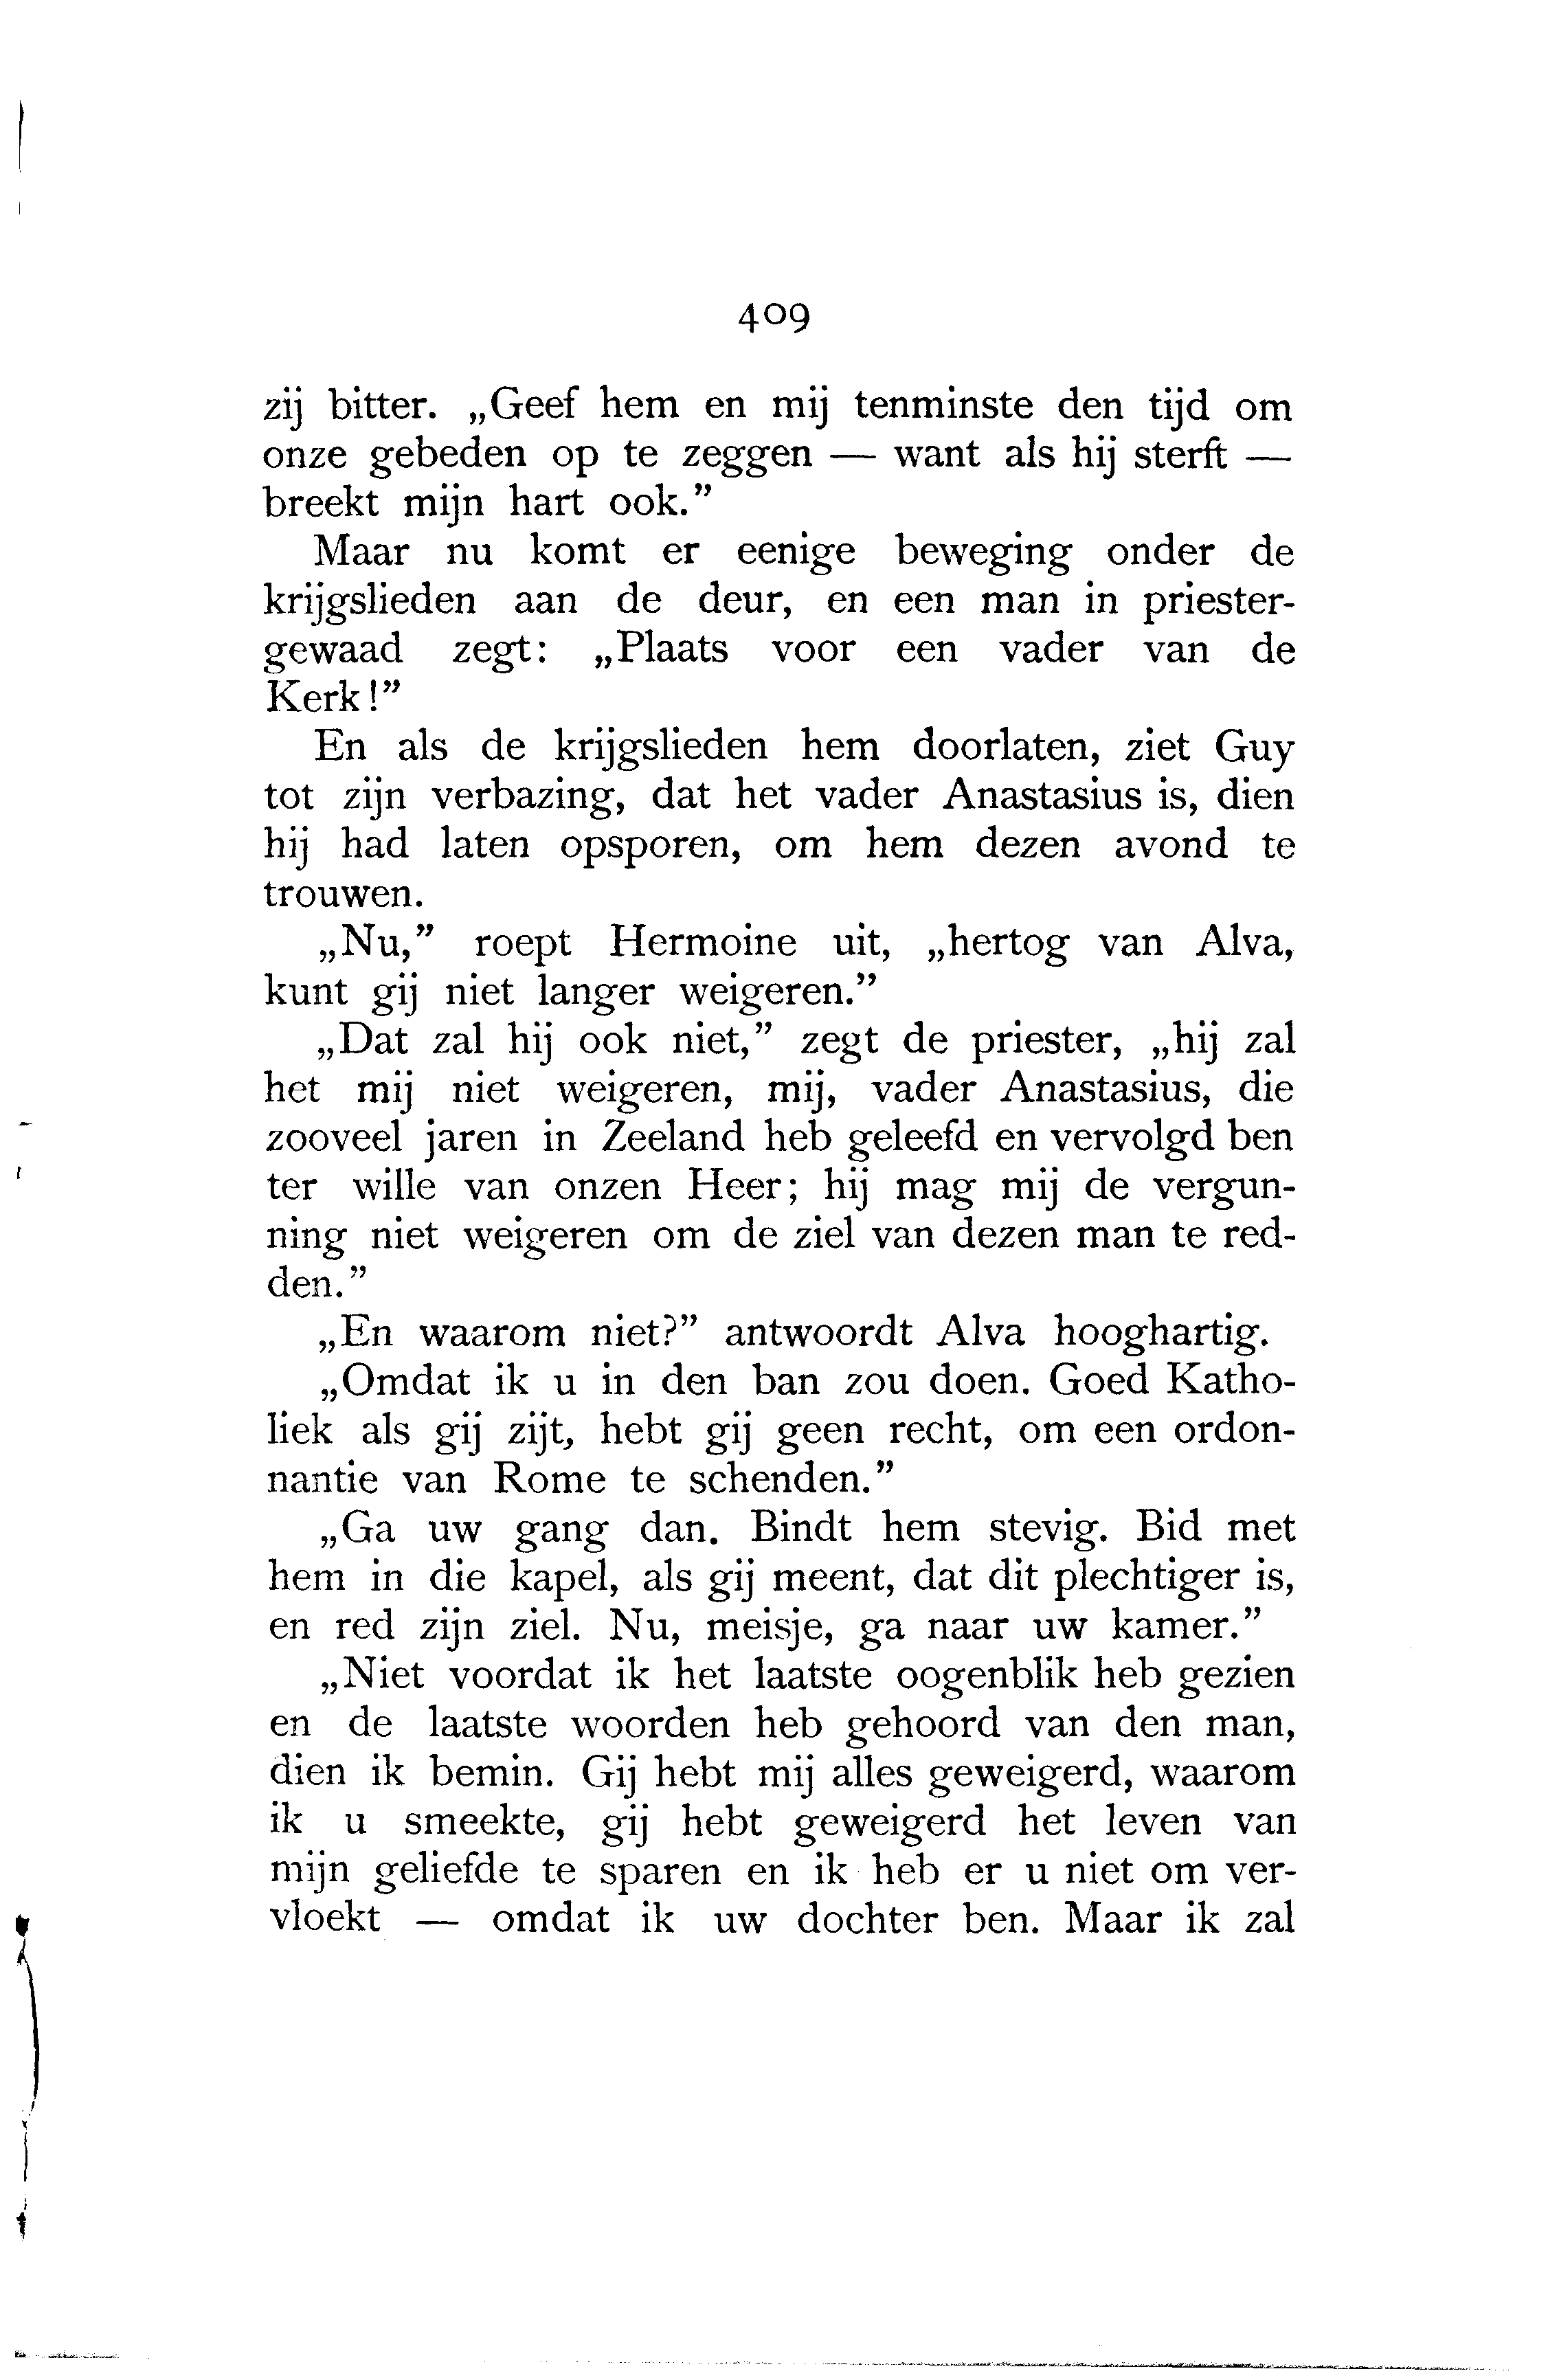 409
zij bitter. „Geef hem en mij tenminste den tijd om
onze gebeden op te zeggen — want als hij sterft —
breekt mijn hart ook.”
Maar nu komt er eenige beweging onder de
krijgslieden aan de deur, en een man in priester-
gewaad zegt: „Plaats voor een vader van de
Kerk!”
En als de krijgslieden hem doorlaten, ziet Guy
tot zijn verbazing, dat het vader Anastasius is, dien
hij had laten opsporen, om hem dezen avond te
trouwen.
„Nu,” roept Hermoine uit, „hertog van Alva,
kunt gij niet langer weigeren.”
„Dat zal hij ook niet,” zegt de priester, „hij zal
het mij niet weigeren, mij, vader Anastasius, die
zooveel jaren in Zeeland heb geleefd en vervolgd ben
ter wille van onzen Heer; hij mag mij de vergun-
ning niet weigeren om de ziel van dezen man te red-
den.”
„En waarom niet?” antwoordt Alva hooghartig.
„Omdat ik u in den ban zou doen. Goed Katho-
liek als gij zijt, hebt gij geen recht, om een ordon-
nantie van Rome te schenden.”
„Ga uw gang dan. Bindt hem stevig. Bid met
hem in die kapel, als gij meent, dat dit plechtiger is,
en red zijn ziel. Nu, meisje, ga naar uw kamer.”
„Niet voordat ik het laatste oogenblik heb gezien
en de laatste woorden heb gehoord van den man,
dien ik bemin. Gij hebt mij alles geweigerd, waarom
ik u smeekte, gij hebt geweigerd het leven van
mijn geliefde te sparen en ik heb er u niet om ver-
vloekt — omdat ik uw dochter ben. Maar ik zal